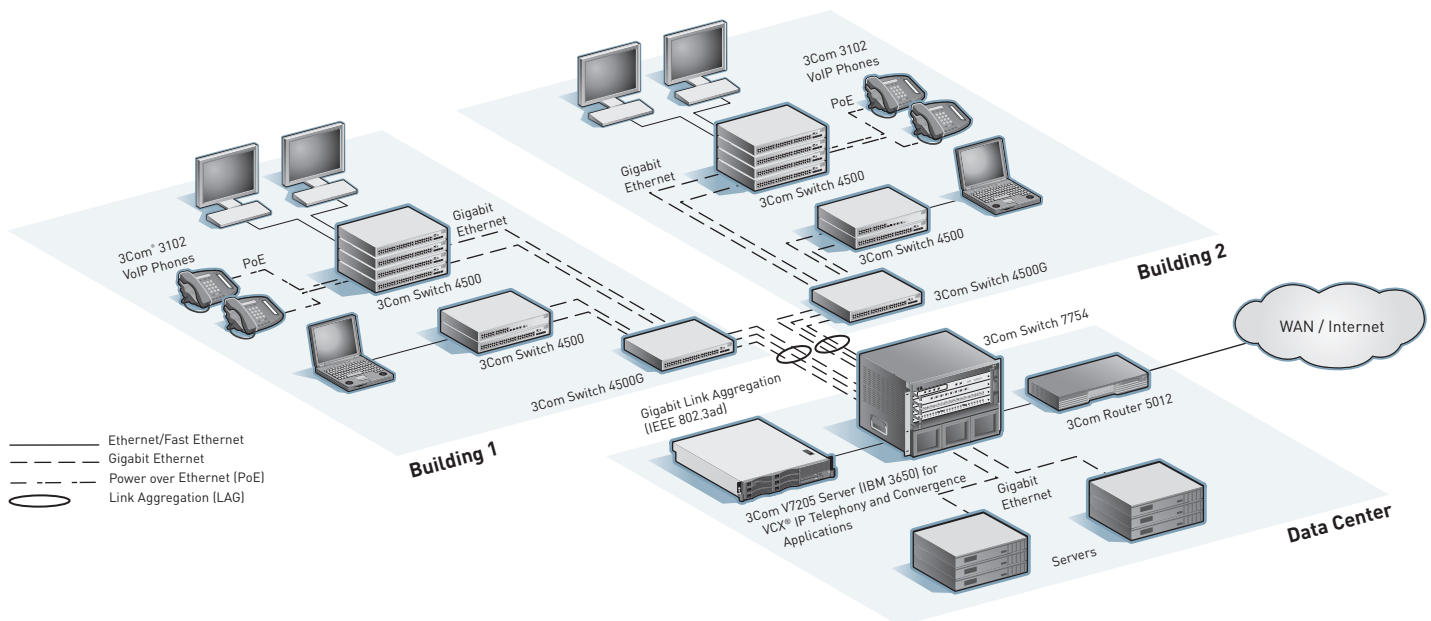 3Com 3102
VoIP Phones
PoE
Gigabit
Ethernet
3Com Switch 4500
3Com Switch 4500
3Com Switch 4500G
Building 2
3Com® 3102
VoIP Phones
PoE
Gigabit
Ethernet
3Com Switch 4500
3Com Switch 4500
3Com Switch 4500G
Building 1
WAN / Internet
3Com Switch 7754
3Com Router 5012
Gigabit Link Aggregation
(IEEE 802.3ad)
3Com V7205 Server (IBM 3650) for
VCX® IP Telephony and Convergence
Applications
Gigabit
Ethernet
Servers
Data Center
Ethernet/Fast Ethernet
Gigabit Ethernet
Power over Ethernet (PoE)
Link Aggregation (LAG)